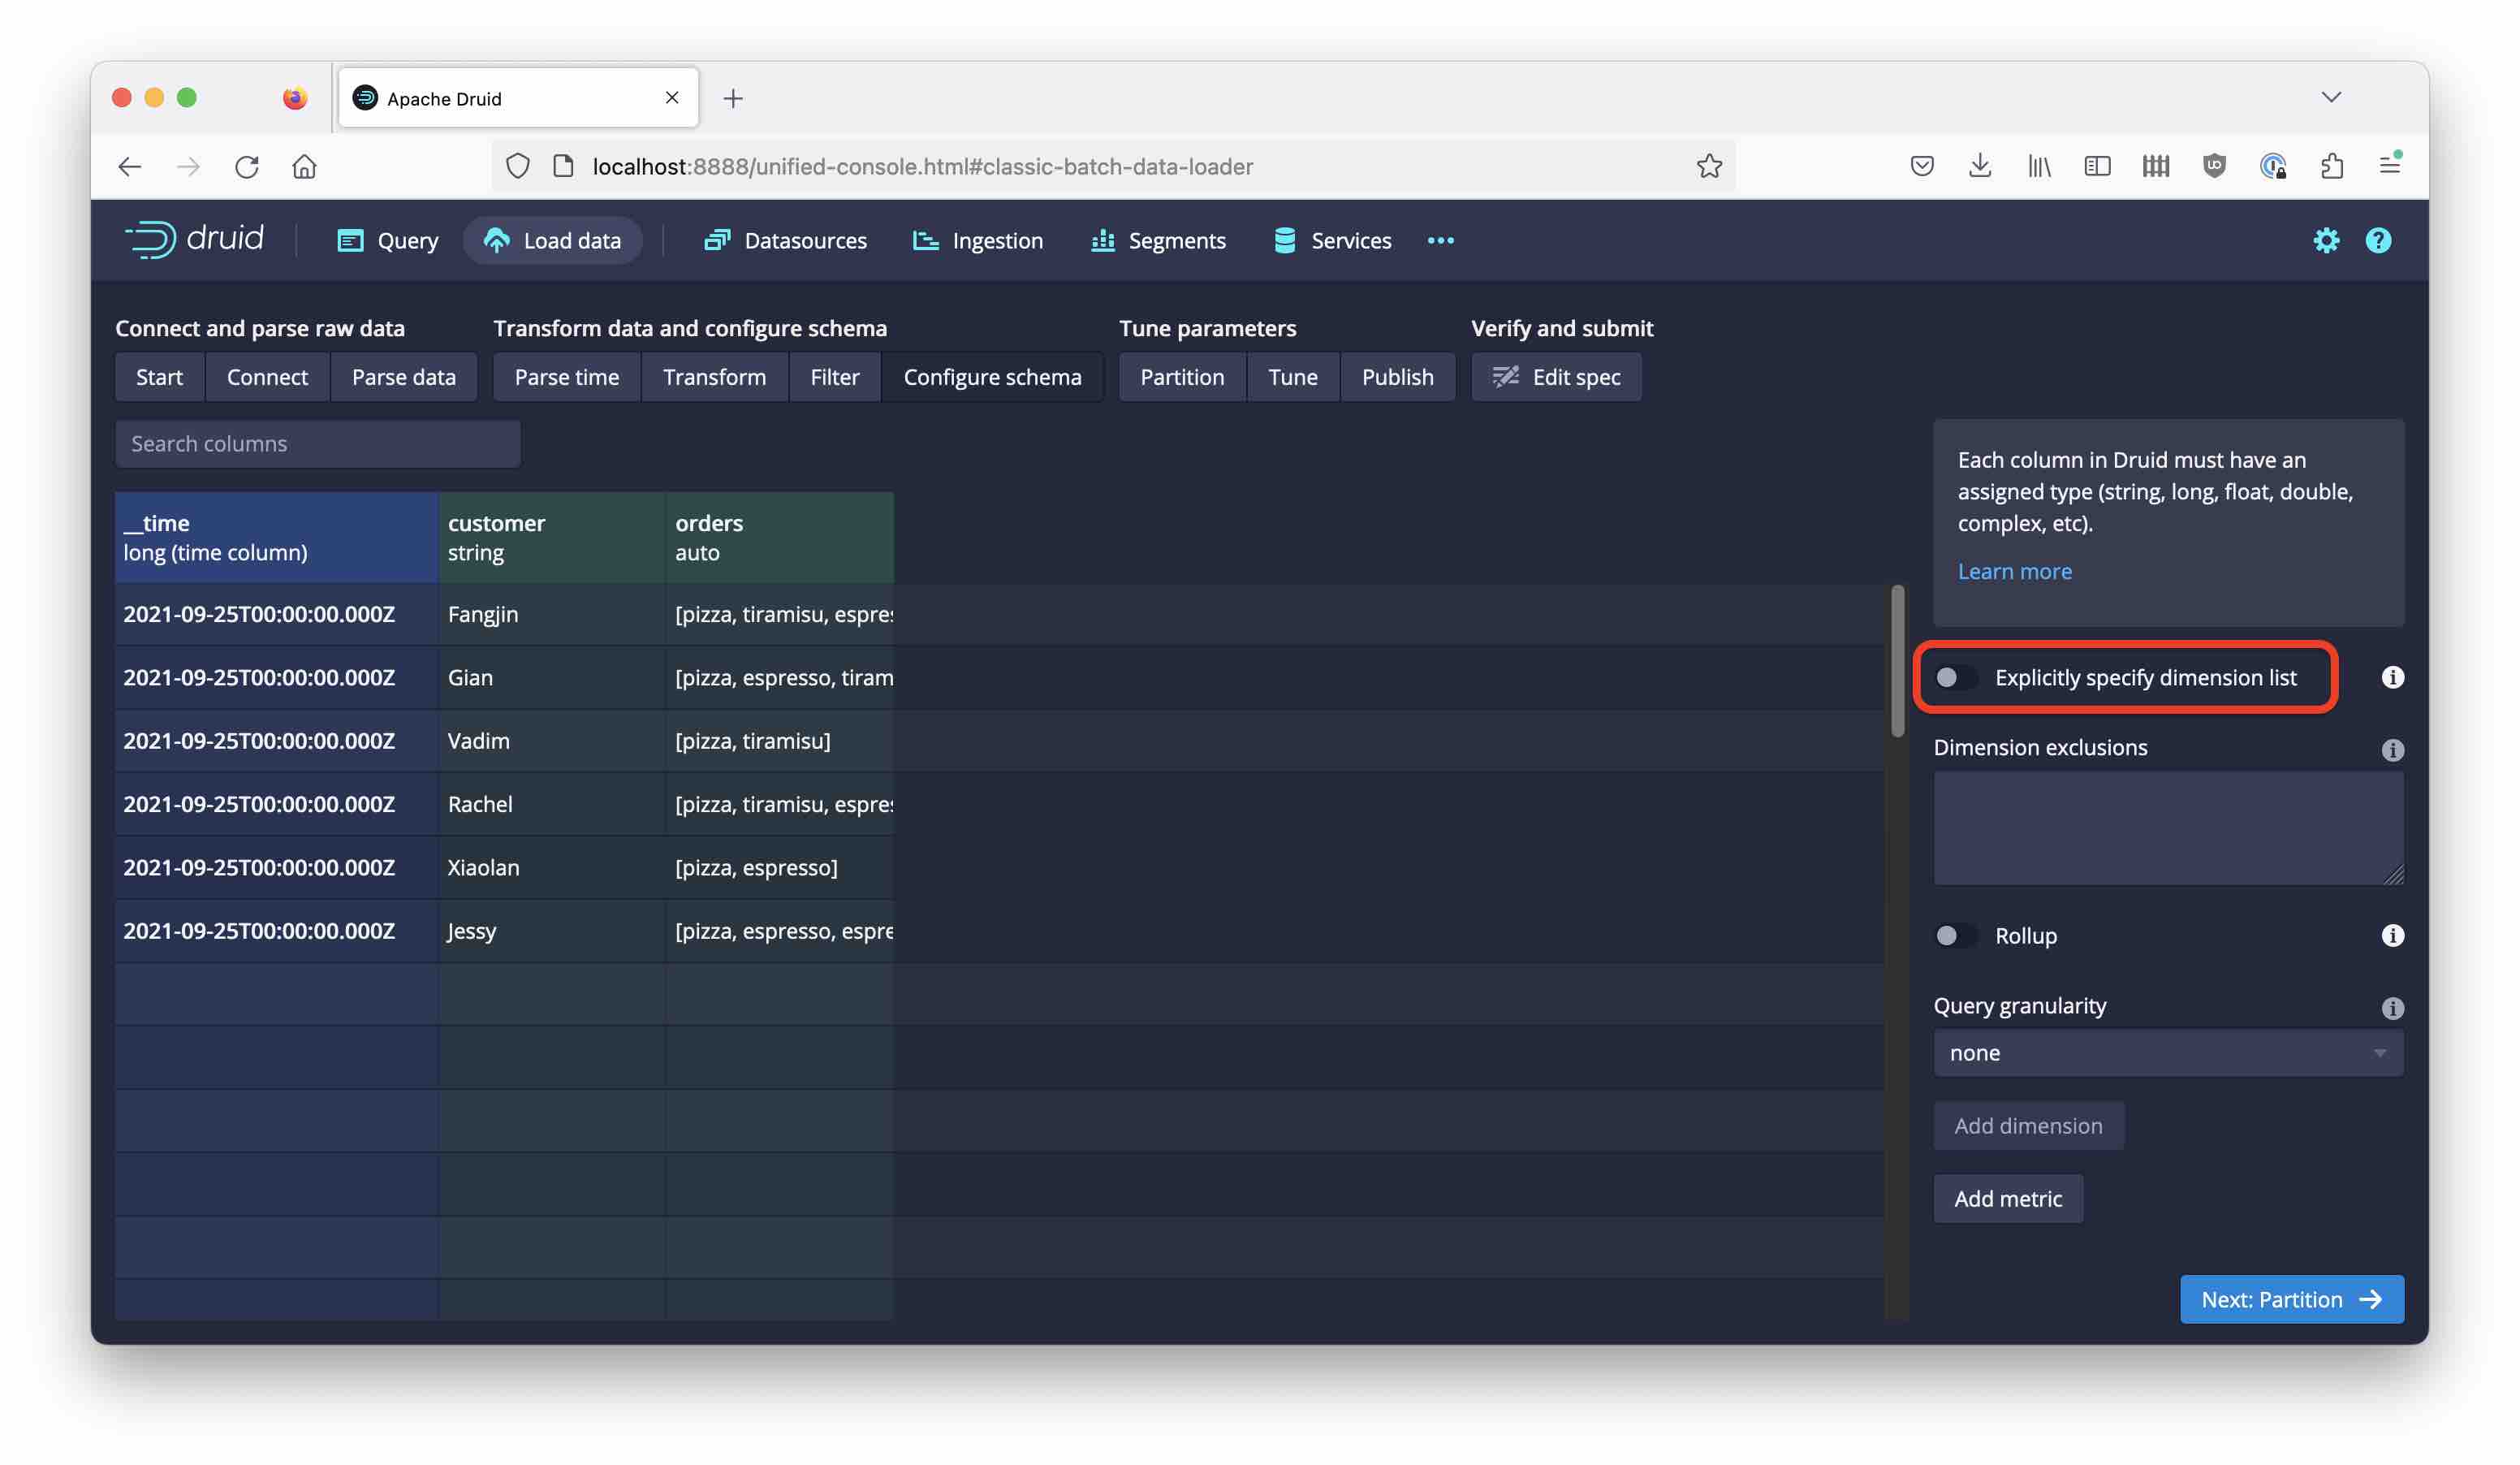 Apache Druid
localhost:8888/unified-console.html#classic-batch-data-loader
druid
Query
Load data
Datasources
Ingestion
Segments
Services
Connect and parse raw data
Transform data and configure schema
Tune parameters
Verify and submit
Start
Connect
Parse data
Parse time
Transform
Filter
Configure schema
Partition
Tune
Publish
Edit spec
Search columns
__time
long (time column)
customer
string
orders
auto
2021-09-25T00:00:00.000Z Fangjin [pizza, tiramisu, espres
2021-09-25T00:00:00.000Z Gian [pizza, espresso, tiram
2021-09-25T00:00:00.000Z Vadim [pizza, tiramisu]
2021-09-25T00:00:00.000Z Rachel [pizza, tiramisu, espres
2021-09-25T00:00:00.000Z Xiaolan [pizza, espresso]
2021-09-25T00:00:00.000Z Jessy [pizza, espresso, espre
Each column in Druid must have an
assigned type (string, long, float, double,
complex, etc).
Learn more
Explicitly specify dimension list
Dimension exclusions
Rollup
Query granularity
none
Add dimension
Add metric
Next: Partition